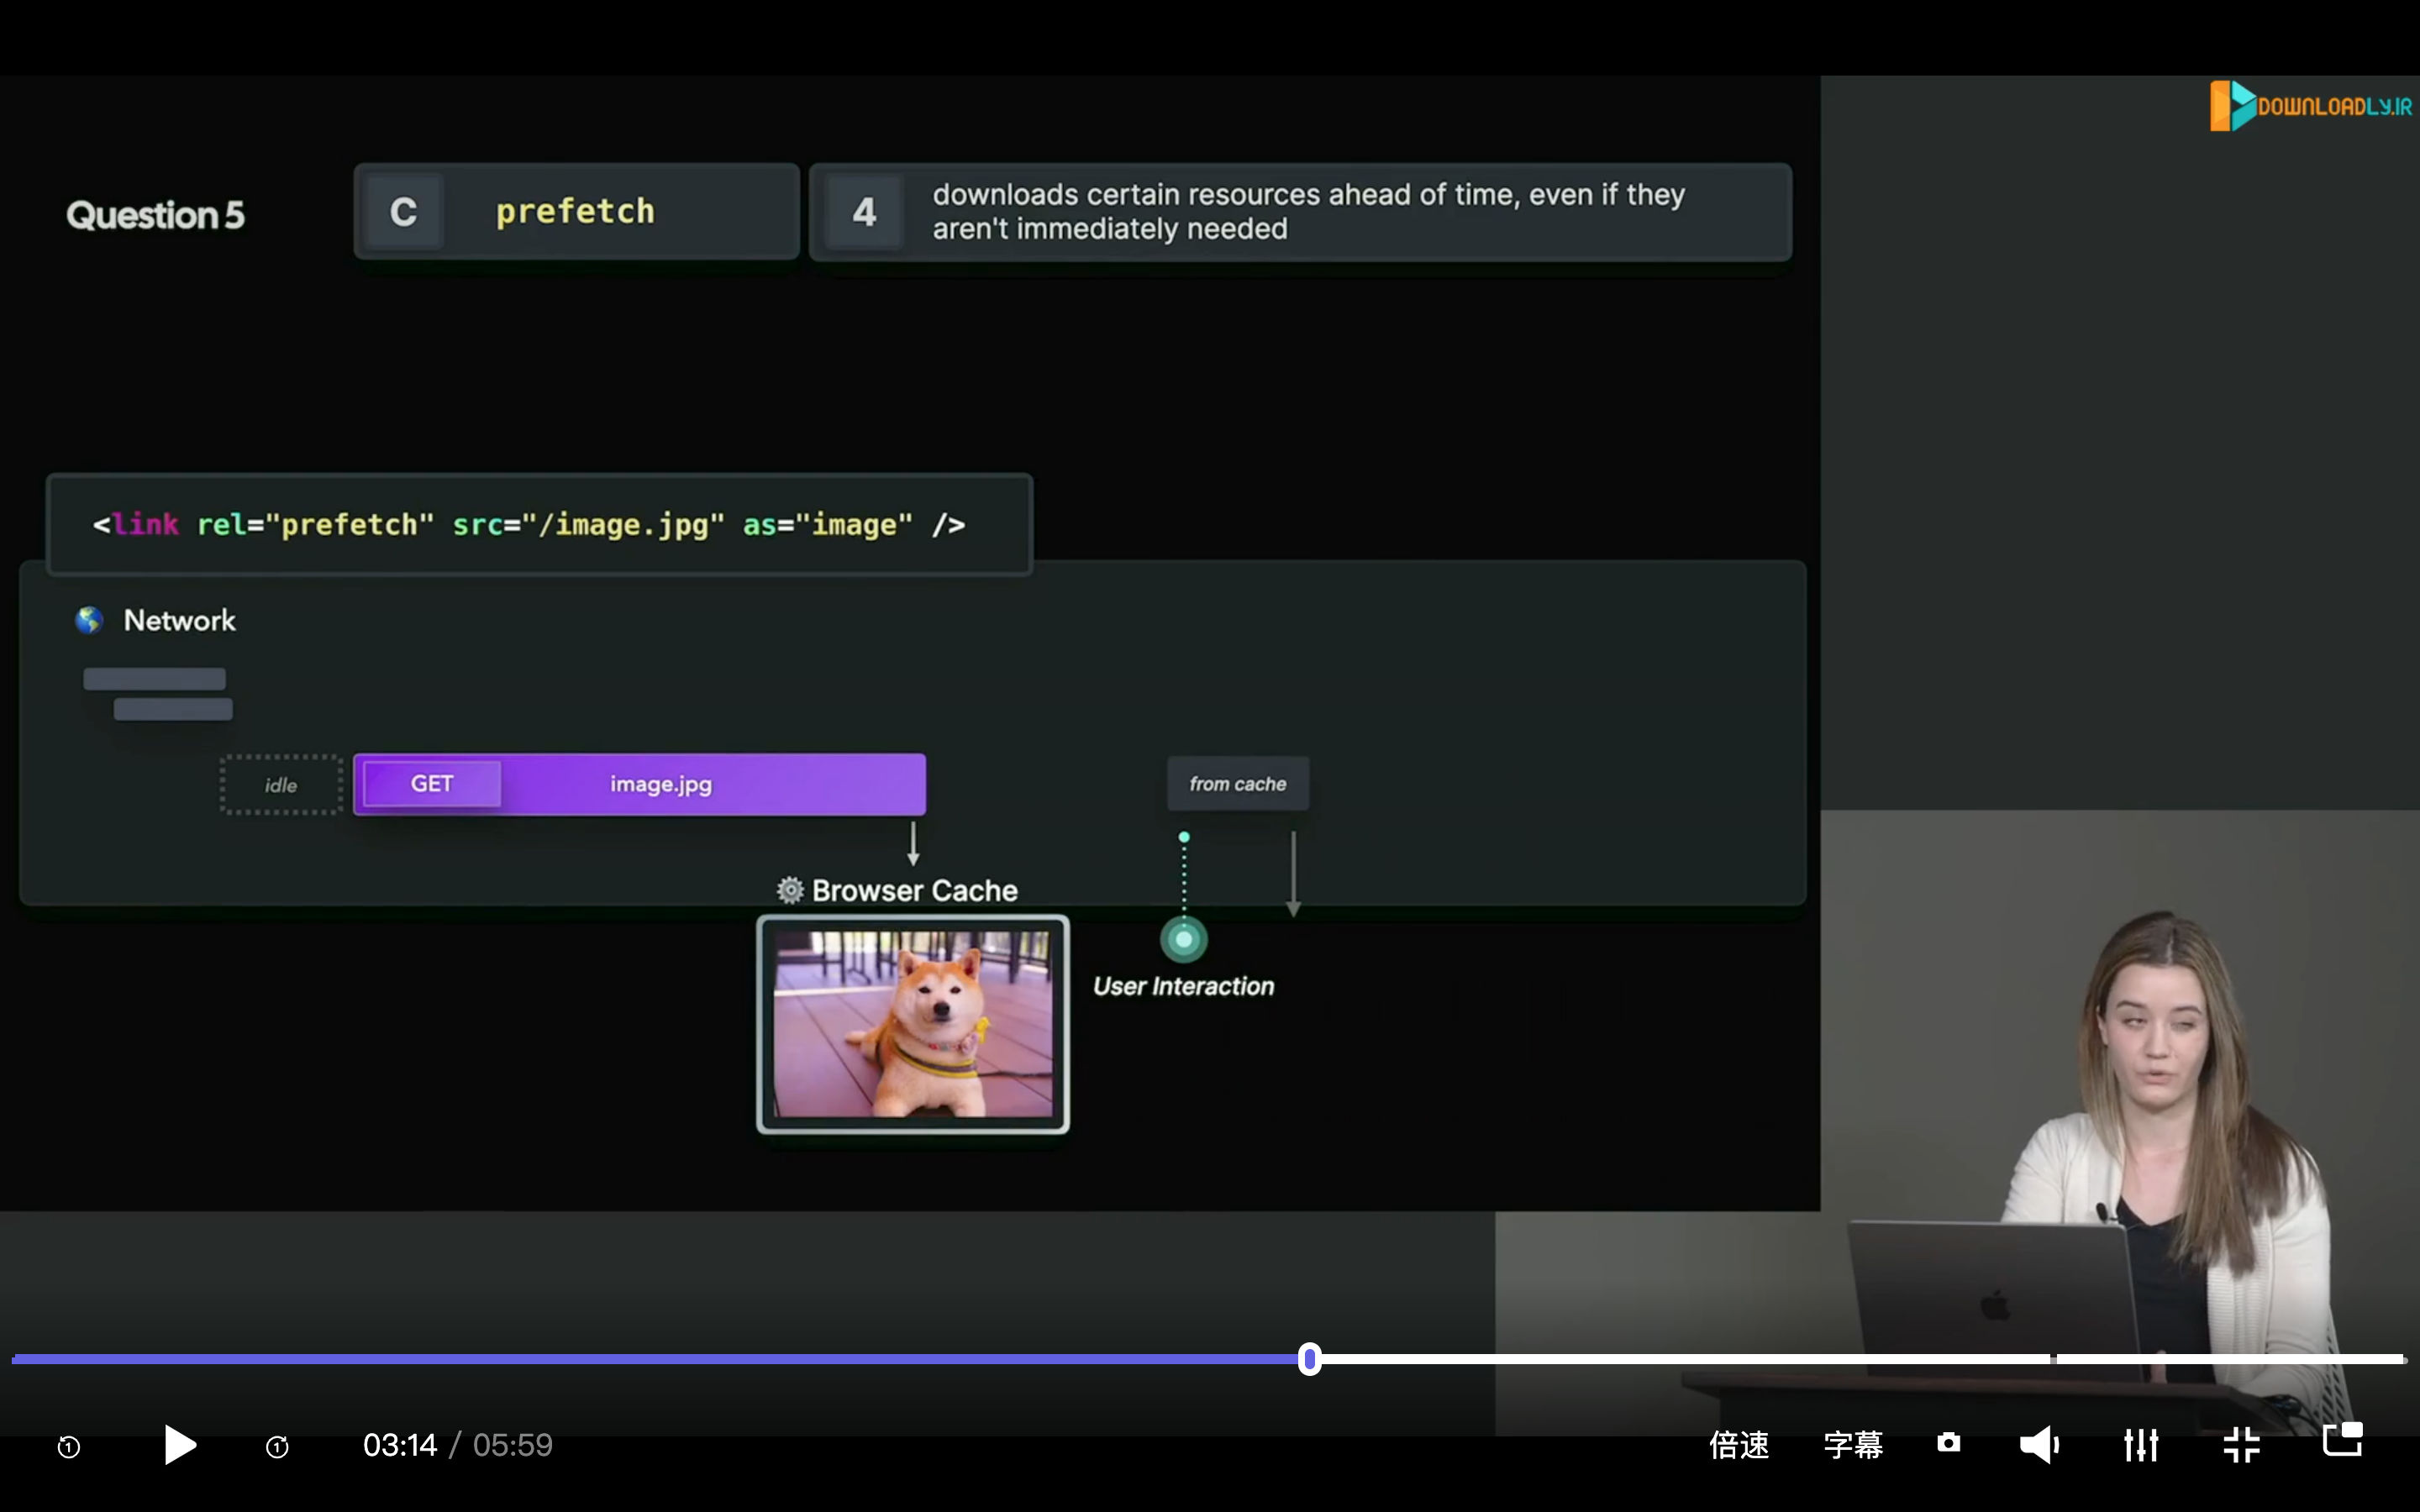 DOWNLOADLY.IR
Question 5
C
prefetch
4
downloads certain resources ahead of time, even if they
aren't immediately needed
<link rel="prefetch" src="/image.jpg" as="image" />
Network
idle
GET
image.jpg
from cache
Browser Cache
User Interaction
1
1
03:14 / 05:59
倍速
字幕